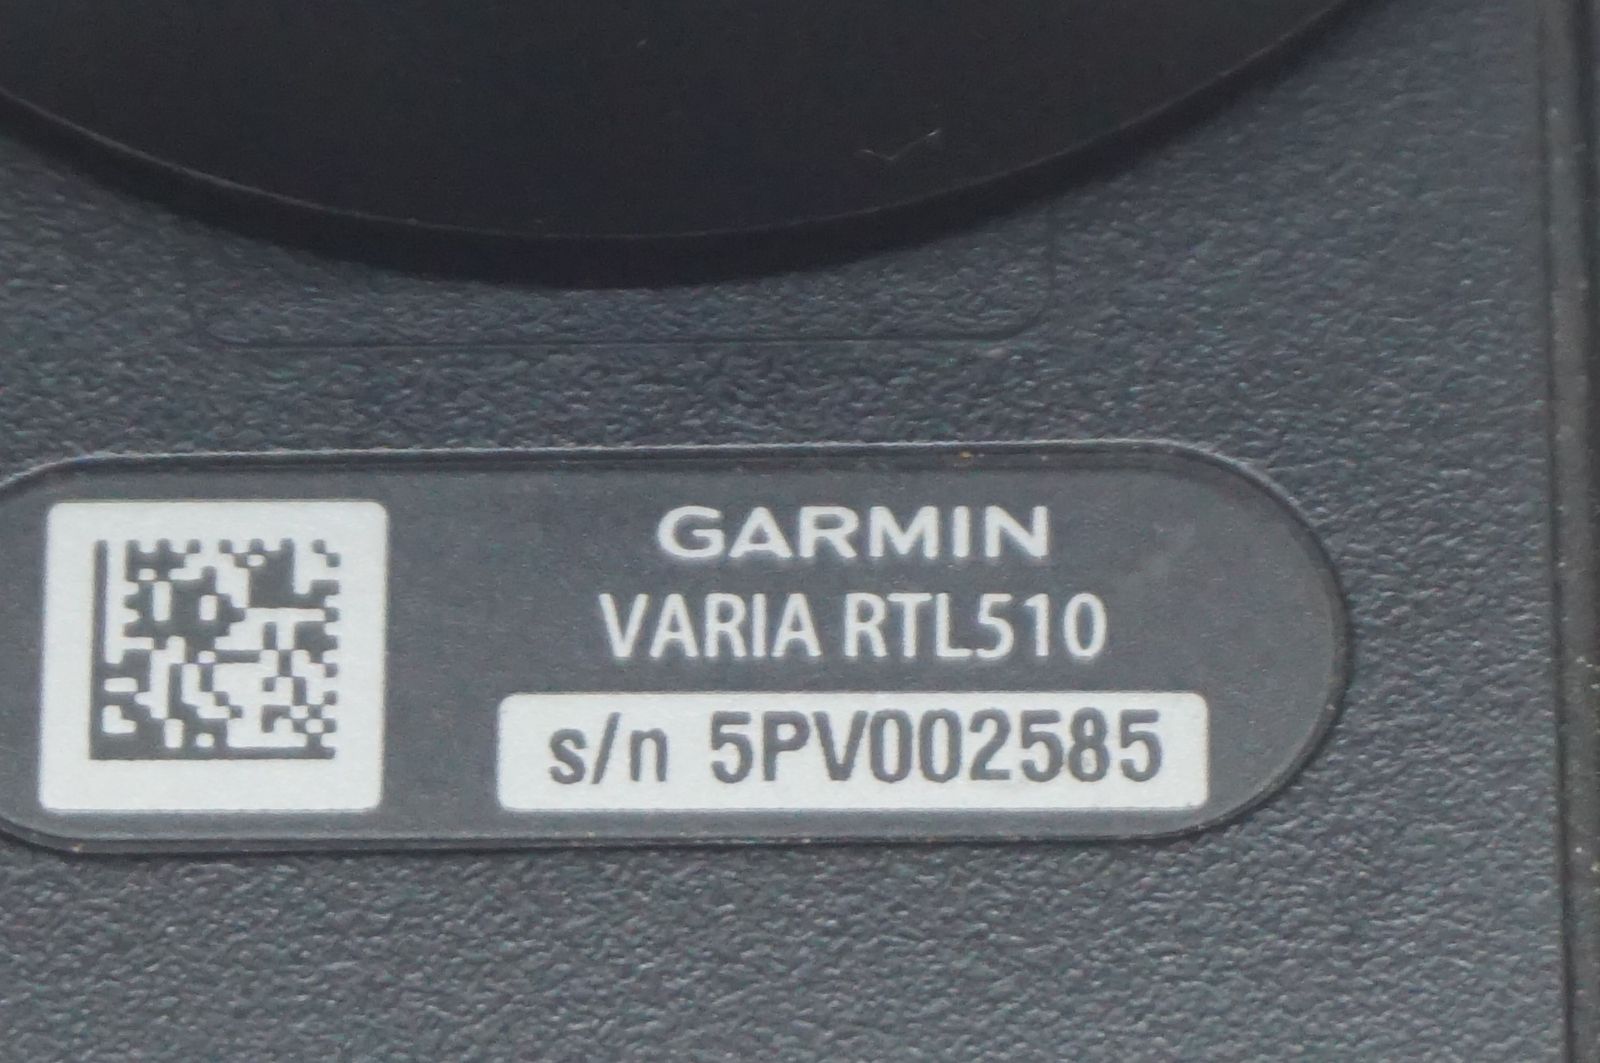 GARMIN
VARIA RTL510
s/n 5PV002585